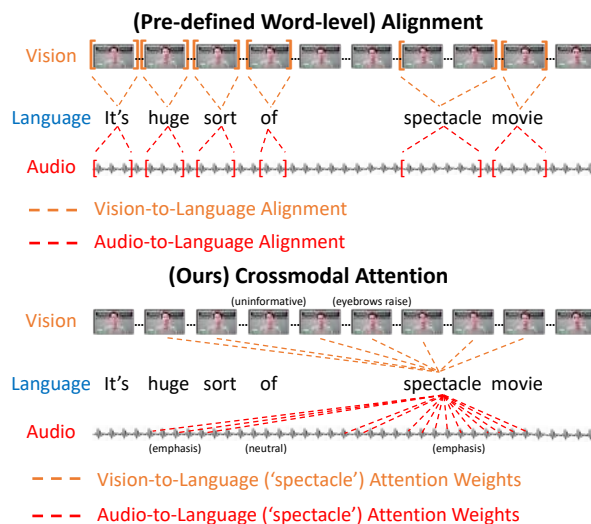 (Pre-defined Word-level) Alignment
Vision
... ... ... ... ... ... ... ...
Language It's huge sort of spectacle movie
Audio [ ] [ ] [ ] [ ] [ ] [ ]
Vision-to-Language Alignment
Audio-to-Language Alignment
(Ours) Crossmodal Attention
(uninformative) (eyebrows raise)
Vision
... ... ... ... ... ... ... ... ...
Language It's huge sort of spectacle movie
Audio
(emphasis) (neutral) (emphasis)
Vision-to-Language ('spectacle') Attention Weights
Audio-to-Language ('spectacle') Attention Weights